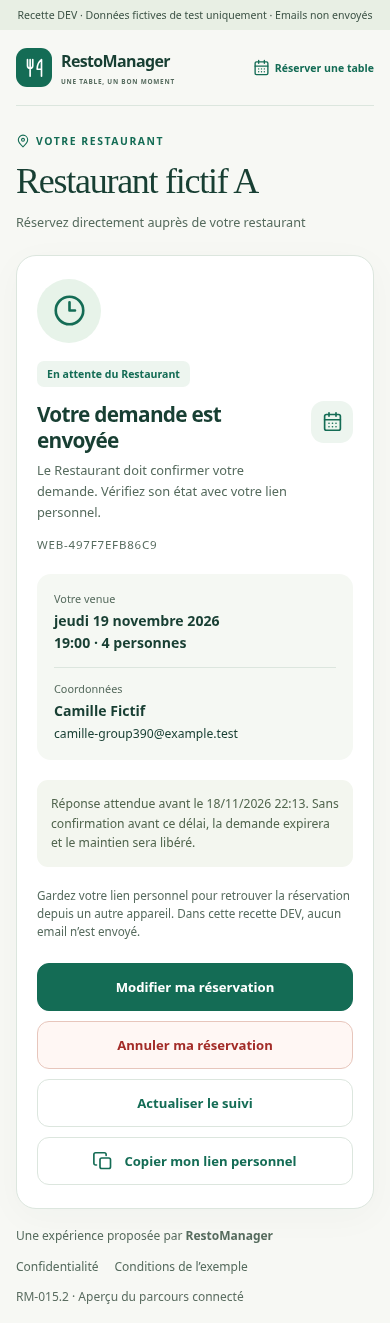 Recette DEV · Données fictives de test uniquement · Emails non envoyés
RestoManager
UNE TABLE, UN BON MOMENT
Réserver une table
VOTRE RESTAURANT
Restaurant fictif A
Réservez directement auprès de votre restaurant
En attente du Restaurant
Votre demande est
envoyée
Le Restaurant doit confirmer votre
demande. Vérifiez son état avec votre lien
personnel.
WEB-497F7EFB86C9
Votre venue
jeudi 19 novembre 2026
19:00 · 4 personnes
Coordonnées
Camille Fictif
camille-group390@example.test
Réponse attendue avant le 18/11/2026 22:13. Sans
confirmation avant ce délai, la demande expirera
et le maintien sera libéré.
Gardez votre lien personnel pour retrouver la réservation
depuis un autre appareil. Dans cette recette DEV, aucun
email n’est envoyé.
Modifier ma réservation
Annuler ma réservation
Actualiser le suivi
Copier mon lien personnel
Une expérience proposée par RestoManager
Confidentialité Conditions de l’exemple
RM-015.2 · Aperçu du parcours connecté